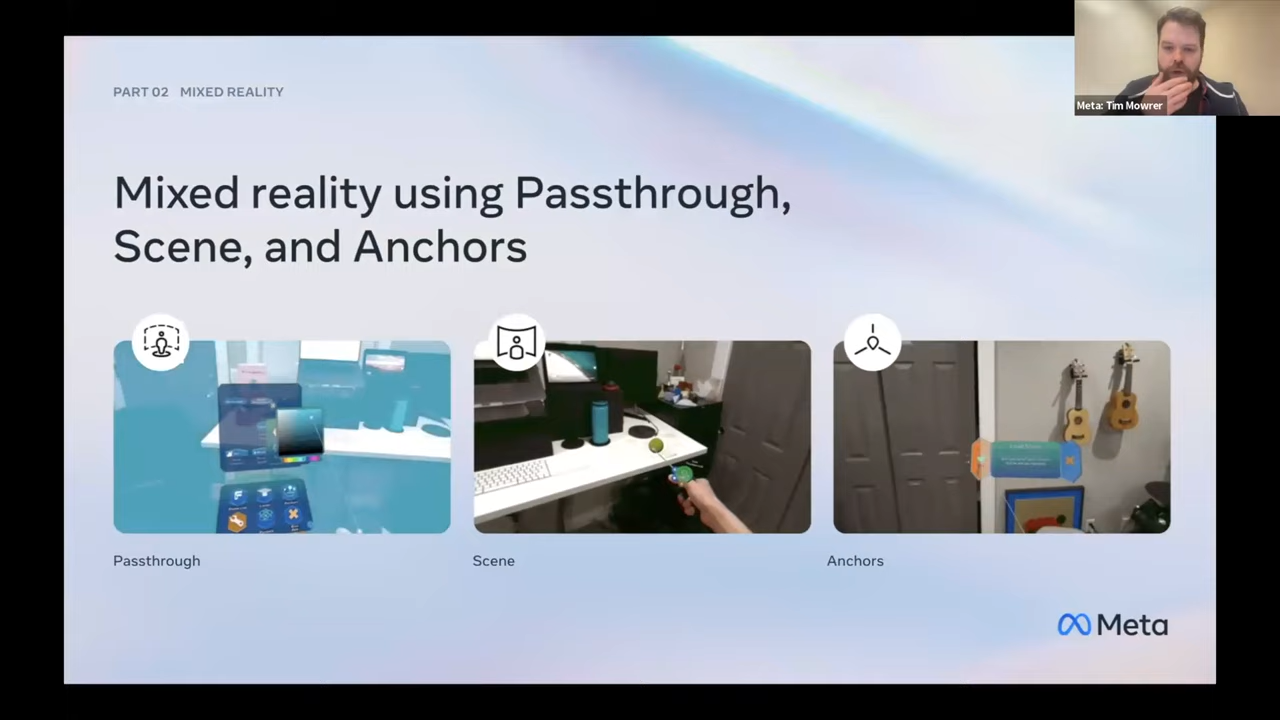 PART 02 MIXED REALITY
Meta: Tim Mowrer
Mixed reality using Passthrough,
Scene, and Anchors
Passthrough
Scene
Anchors
Meta